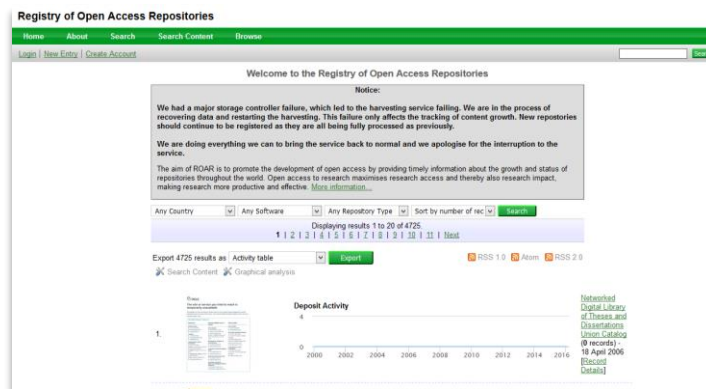 Registry of Open Access Repositories
Home About Search Search Content Browse
Login | New Entry | Create Account
Welcome to the Registry of Open Access Repositories
Notice:
We had a major storage controller failure, which led to the harvesting service failing. We are in the process of
recovering data and restarting the harvesting. This failure only affects the tracking of content growth. New repostories
should continue to be registered as they are all being fully processed as previously.
We are doing everything we can to bring the service back to normal and we apologise for the interruption to the
service.
The aim of ROAR is to promote the development of open access by providing timely information about the growth and status of
repositories throughout the world. Open access to research maximises research access and thereby also research impact,
making research more productive and effective. More information...
Any Country Any Software Any Repository Type Sort by number of rec Search
Displaying results 1 to 20 of 4725.
1 | 2 | 3 | 4 | 5 | 6 | 7 | 8 | 9 | 10 | 11 | Next
Export 4725 results as Activity table Export RSS 1.0 Atom RSS 2.0
Search Content Graphical analysis
1.
Deposit Activity
4
0
2000 2002 2004 2006 2008 2010 2012 2014 2016
Networked
Digital Library
of Theses and
Dissertations
Union Catalog
(0 records) -
18 April 2006
[Record
Details]